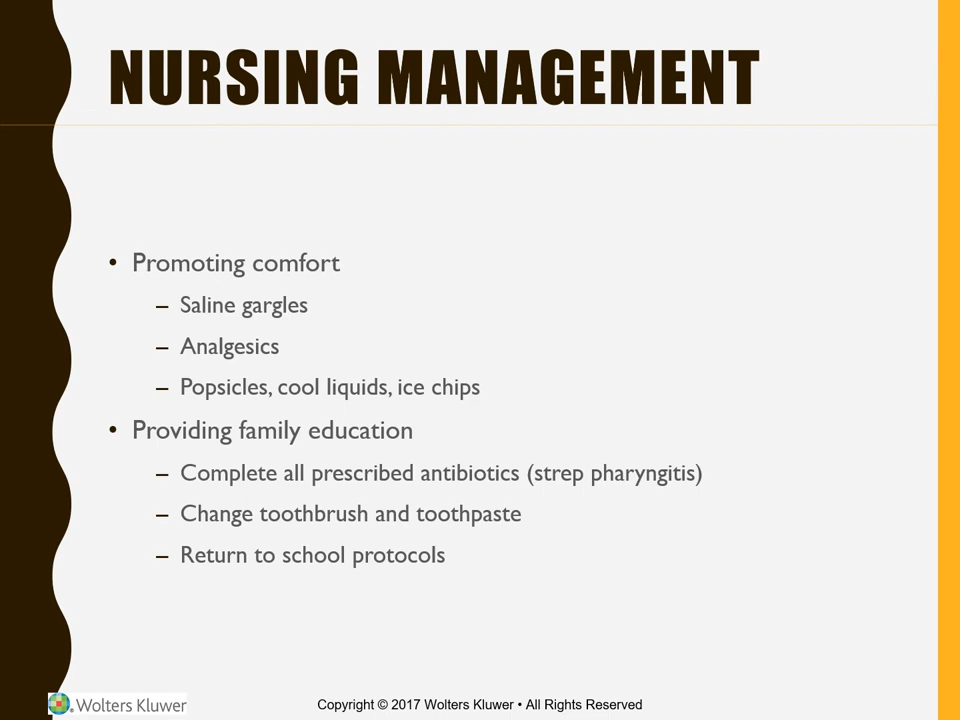 NURSING MANAGEMENT
• Promoting comfort
– Saline gargles
– Analgesics
– Popsicles, cool liquids, ice chips
• Providing family education
– Complete all prescribed antibiotics (strep pharyngitis)
– Change toothbrush and toothpaste
– Return to school protocols
Wolters Kluwer
Copyright © 2017 Wolters Kluwer • All Rights Reserved